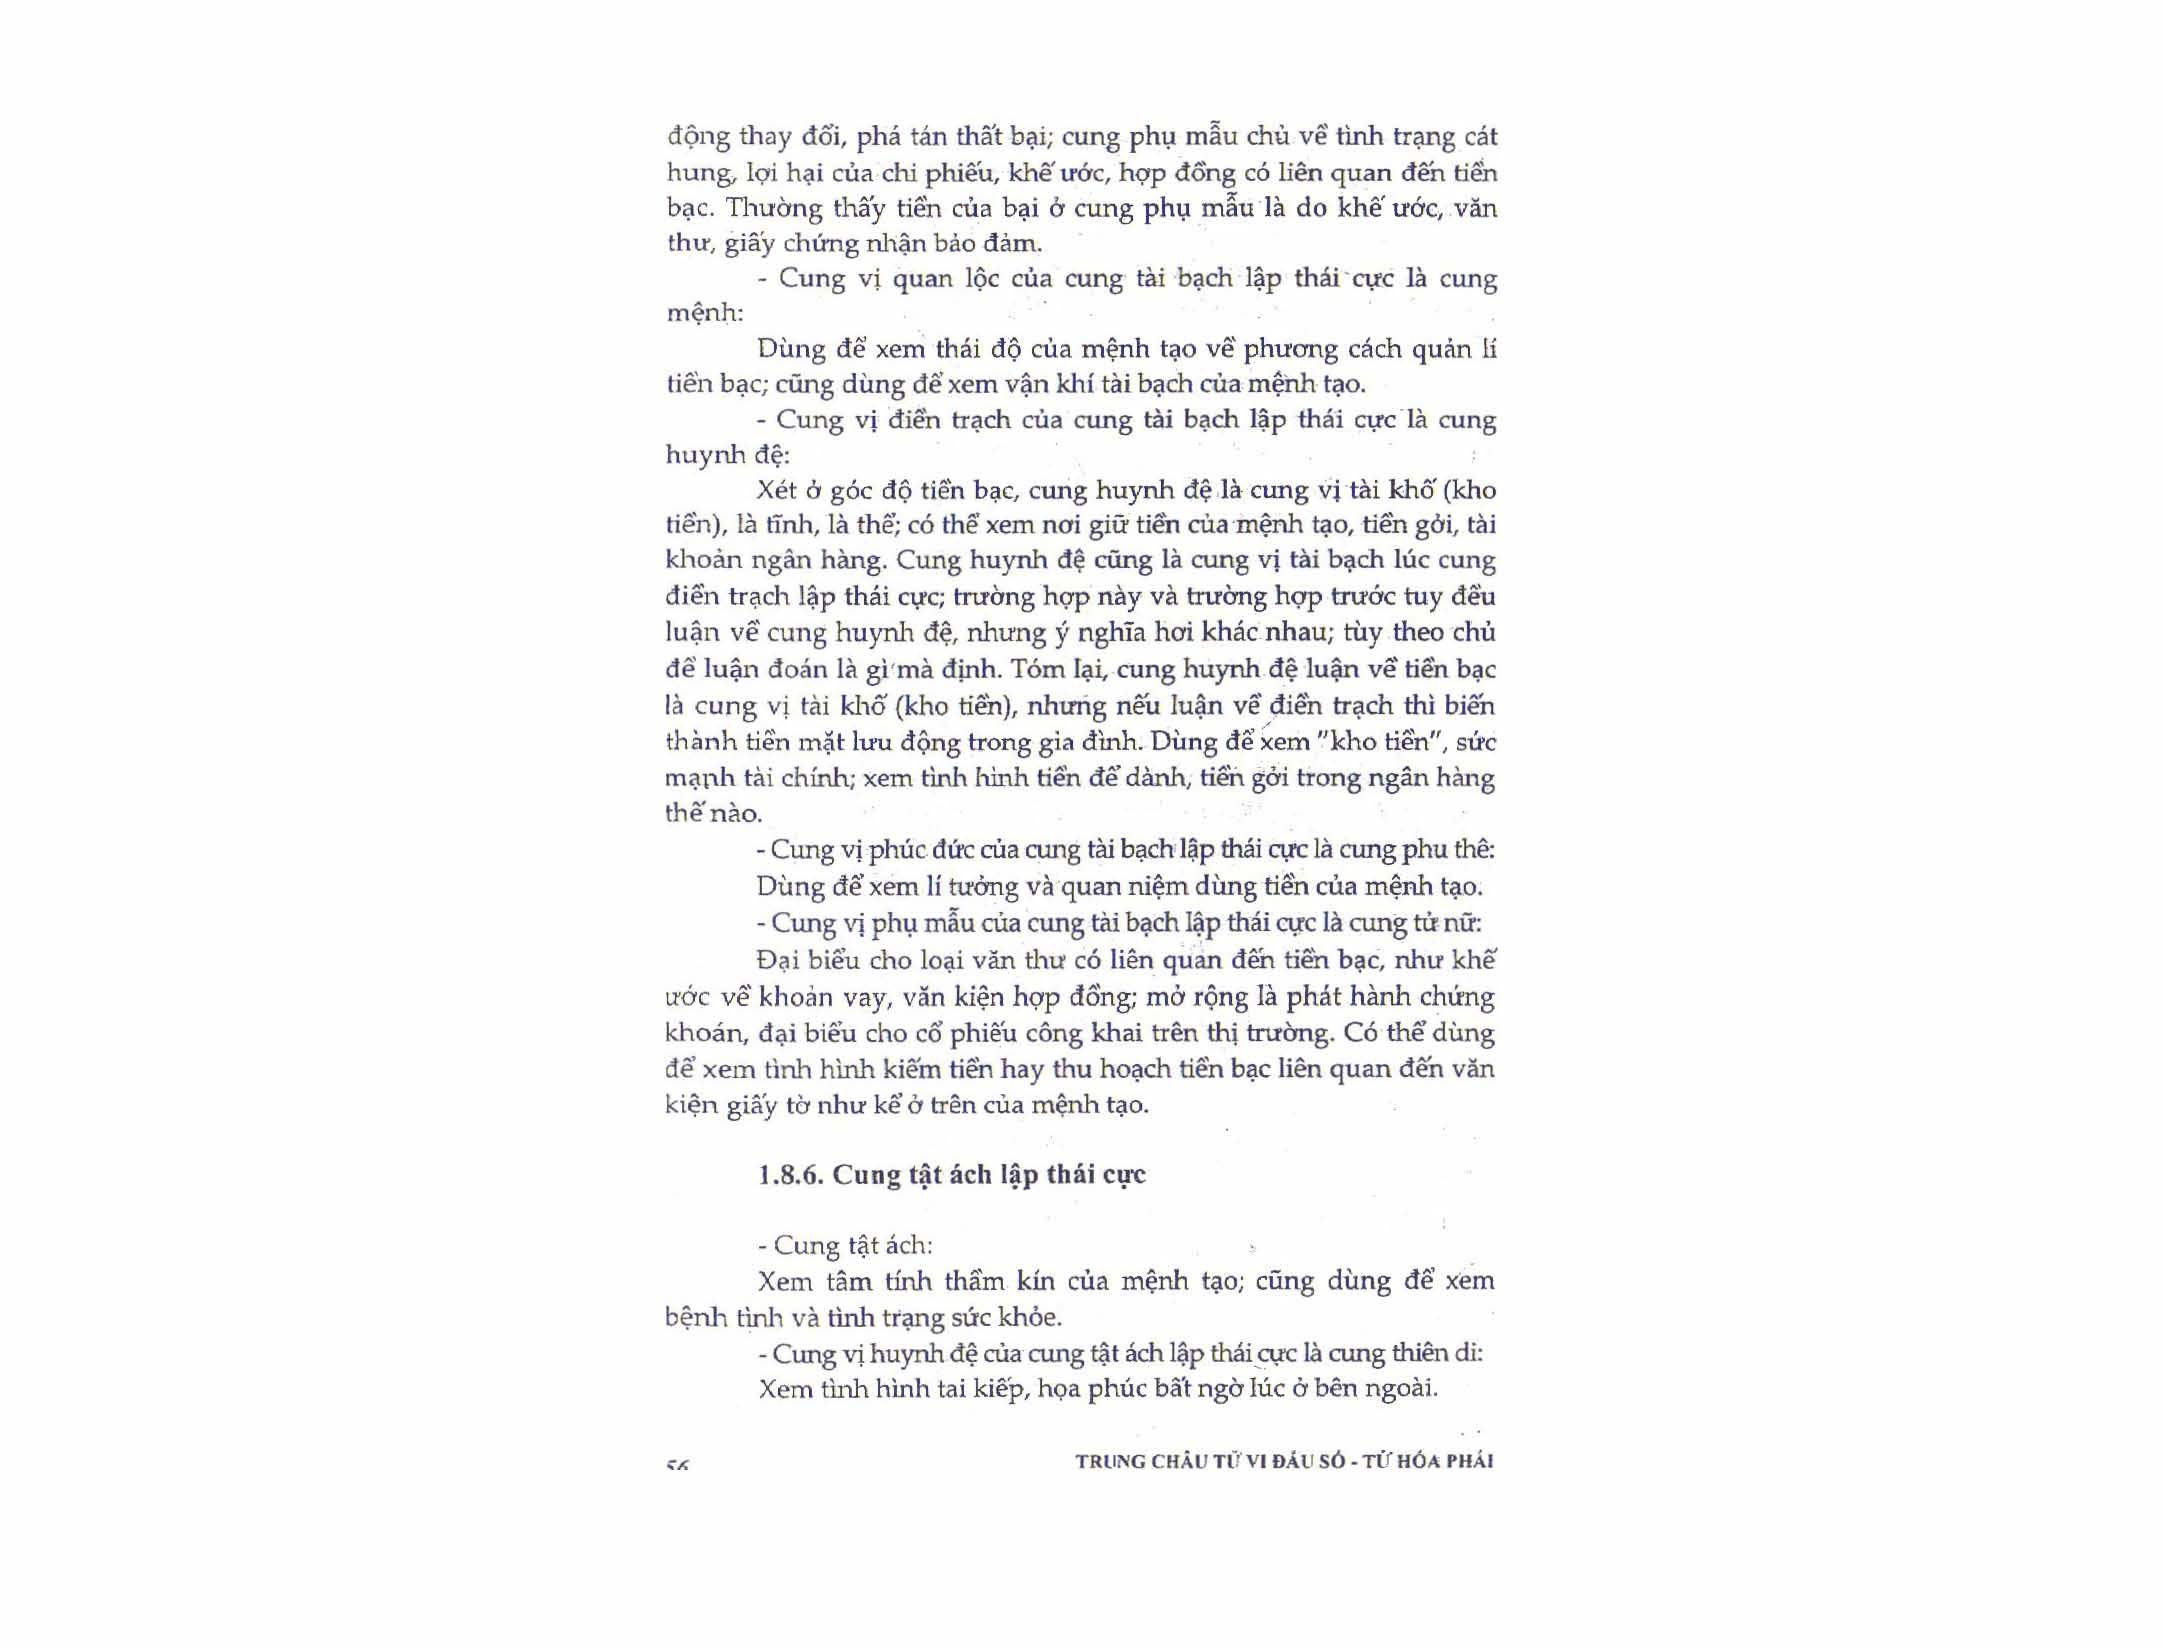 động thay đổi, phá tán thất bại; cung phụ mẫu chủ về tình trạng cát
hung, lợi hại của chi phiếu, khế ước, hợp đồng có liên quan đến tiền
bạc. Thường thấy tiền của bại ở cung phụ mẫu là do khế ước, văn
thư, giấy chứng nhận bảo đảm.
- Cung vị quan lộc của cung tài bạch lập thái cực là cung
mệnh:
Dùng để xem thái độ của mệnh tạo về phương cách quản lí
tiền bạc; cũng dùng để xem vận khí tài bạch của mệnh tạo.
- Cung vị điền trạch của cung tài bạch lập thái cực là cung
huynh đệ:
Xét ở góc độ tiền bạc, cung huynh đệ là cung vị tài khố (kho
tiền), là tĩnh, là thể; có thể xem nơi giữ tiền của mệnh tạo, tiền gởi, tài
khoản ngân hàng. Cung huynh đệ cũng là cung vị tài bạch lúc cung
điền trạch lập thái cực; trường hợp này và trường hợp trước tuy đều
luận về cung huynh đệ, nhưng ý nghĩa hơi khác nhau; tùy theo chủ
đề luận đoán là gì mà định. Tóm lại, cung huynh đệ luận về tiền bạc
là cung vị tài khố (kho tiền), nhưng nếu luận về điền trạch thì biến
thành tiền mặt lưu động trong gia đình. Dùng để xem "kho tiền", sức
mạnh tài chính; xem tình hình tiền để dành, tiền gởi trong ngân hàng
thế nào.
- Cung vị phúc đức của cung tài bạch lập thái cực là cung phu thê:
Dùng để xem lí tưởng và quan niệm dùng tiền của mệnh tạo.
- Cung vị phụ mẫu của cung tài bạch lập thái cực là cung tử nữ:
Đại biểu cho loại văn thư có liên quan đến tiền bạc, như khế
ước về khoản vay, văn kiện hợp đồng; mở rộng là phát hành chứng
khoán, đại biểu cho cổ phiếu công khai trên thị trường. Có thể dùng
để xem tình hình kiếm tiền hay thu hoạch tiền bạc liên quan đến văn
kiện giấy tờ như kể ở trên của mệnh tạo.
1.8.6. Cung tật ách lập thái cực
- Cung tật ách:
Xem tâm tính thầm kín của mệnh tạo; cũng dùng để xem
bệnh tình và tình trạng sức khỏe.
- Cung vị huynh đệ của cung tật ách lập thái cực là cung thiên di:
Xem tình hình tai kiếp, họa phúc bất ngờ lúc ở bên ngoài.
56
TRUNG CHÂU TỬ VI ĐẨU SỐ - TỨ HÓA PHÁI